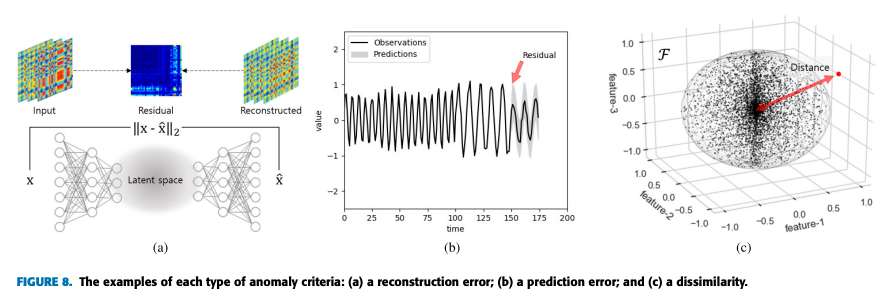 Input
Residual
Reconstructed
||x - x̂||₂
x
Latent space
x̂
(a)
Observations
Predictions
Residual
value
2
1
0
−1
−2
0 25 50 75 100 125 150 175 200
time
(b)
ℱ
Distance
feature-3
1.0
0.5
0.0
−0.5
−1.0
feature-2
1.0
0.5
0.0
−0.5
−1.0
feature-1
−1.0 −0.5 0.0 0.5 1.0
(c)
FIGURE 8. The examples of each type of anomaly criteria: (a) a reconstruction error; (b) a prediction error; and (c) a dissimilarity.